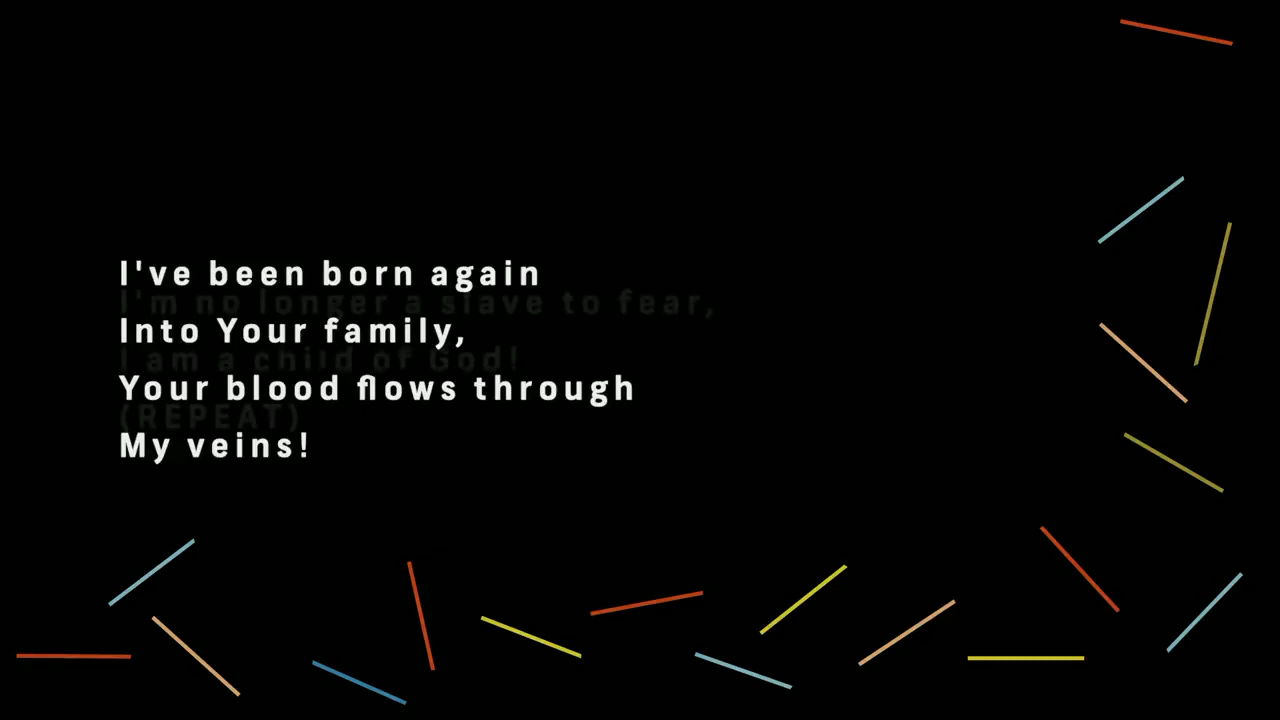 I've been born again
I'm no longer a slave to fear,
Into Your family,
I am a child of God!
Your blood flows through
(REPEAT)
My veins!